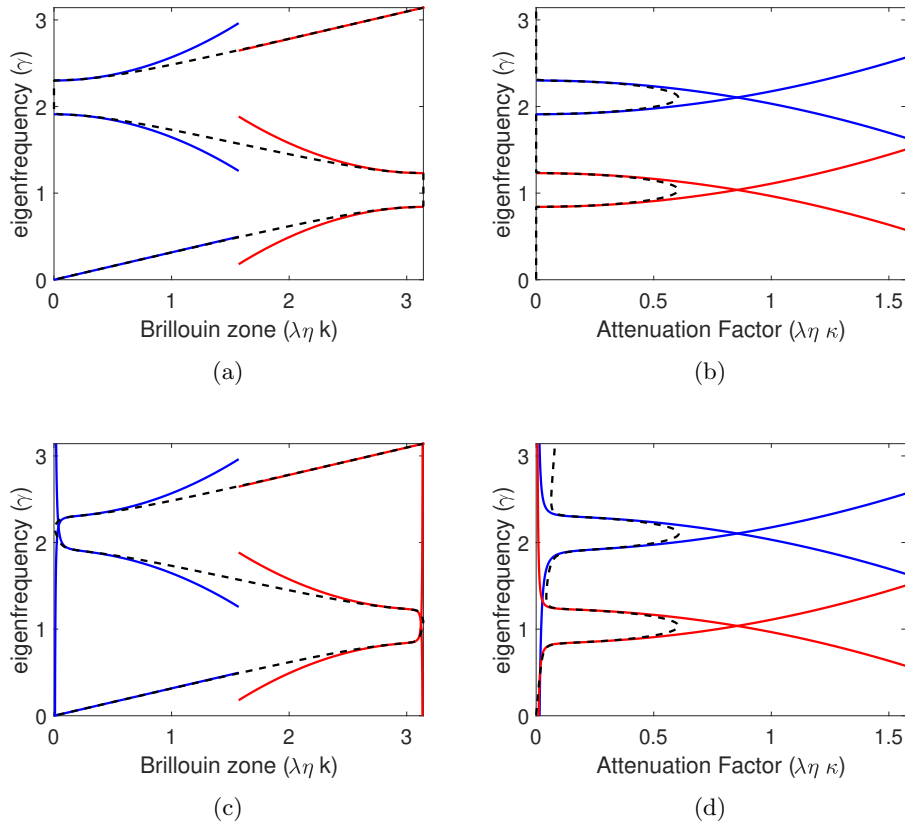 eigenfrequency (γ)
3
2
1
0
0 1 2 3
Brillouin zone (λη k)
(a)
eigenfrequency (γ)
3
2
1
0
0 0.5 1 1.5
Attenuation Factor (λη κ)
(b)
eigenfrequency (γ)
3
2
1
0
0 1 2 3
Brillouin zone (λη k)
(c)
eigenfrequency (γ)
3
2
1
0
0 0.5 1 1.5
Attenuation Factor (λη κ)
(d)